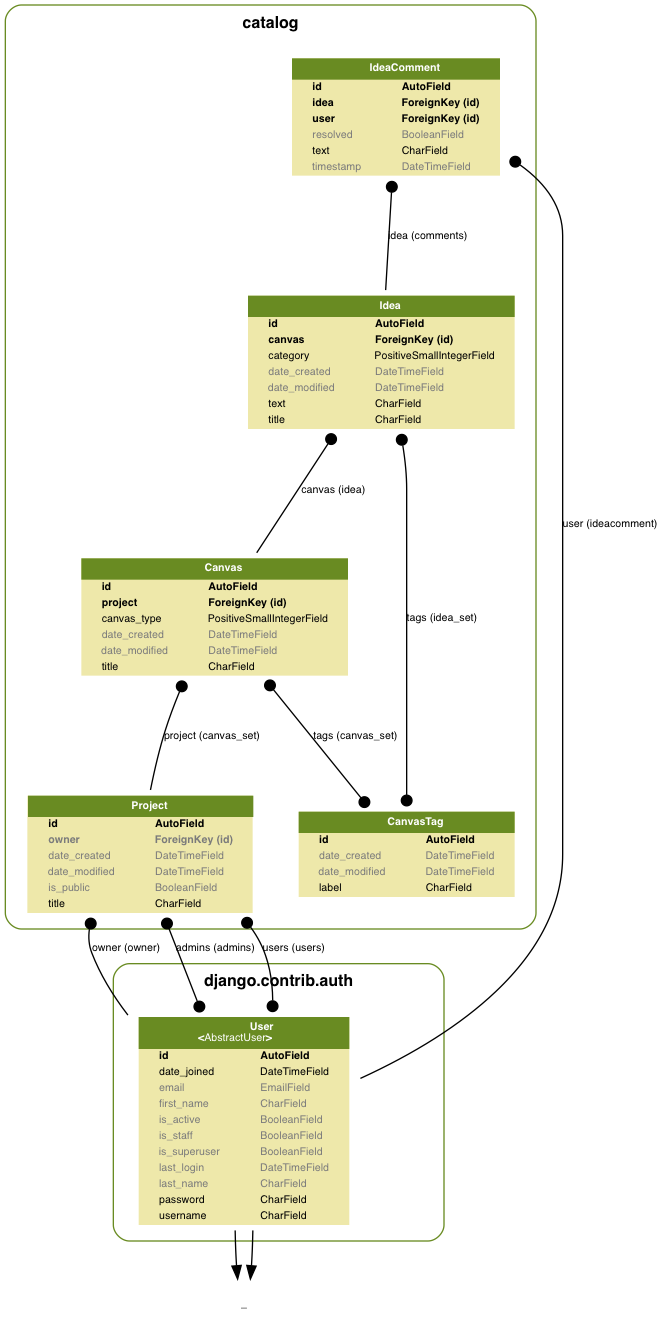 catalog
IdeaComment
id AutoField
idea ForeignKey (id)
user ForeignKey (id)
resolved BooleanField
text CharField
timestamp DateTimeField
idea (comments)
Idea
id AutoField
canvas ForeignKey (id)
category PositiveSmallIntegerField
date_created DateTimeField
date_modified DateTimeField
text CharField
title CharField
canvas (idea)
user (ideacomment)
Canvas
id AutoField
project ForeignKey (id)
canvas_type PositiveSmallIntegerField
date_created DateTimeField
date_modified DateTimeField
title CharField
tags (idea_set)
project (canvas_set)
tags (canvas_set)
Project
id AutoField
owner ForeignKey (id)
date_created DateTimeField
date_modified DateTimeField
is_public BooleanField
title CharField
CanvasTag
id AutoField
date_created DateTimeField
date_modified DateTimeField
label CharField
owner (owner)
admins (admins)
users (users)
django.contrib.auth
User
<AbstractUser>
id AutoField
date_joined DateTimeField
email EmailField
first_name CharField
is_active BooleanField
is_staff BooleanField
is_superuser BooleanField
last_login DateTimeField
last_name CharField
password CharField
username CharField
_